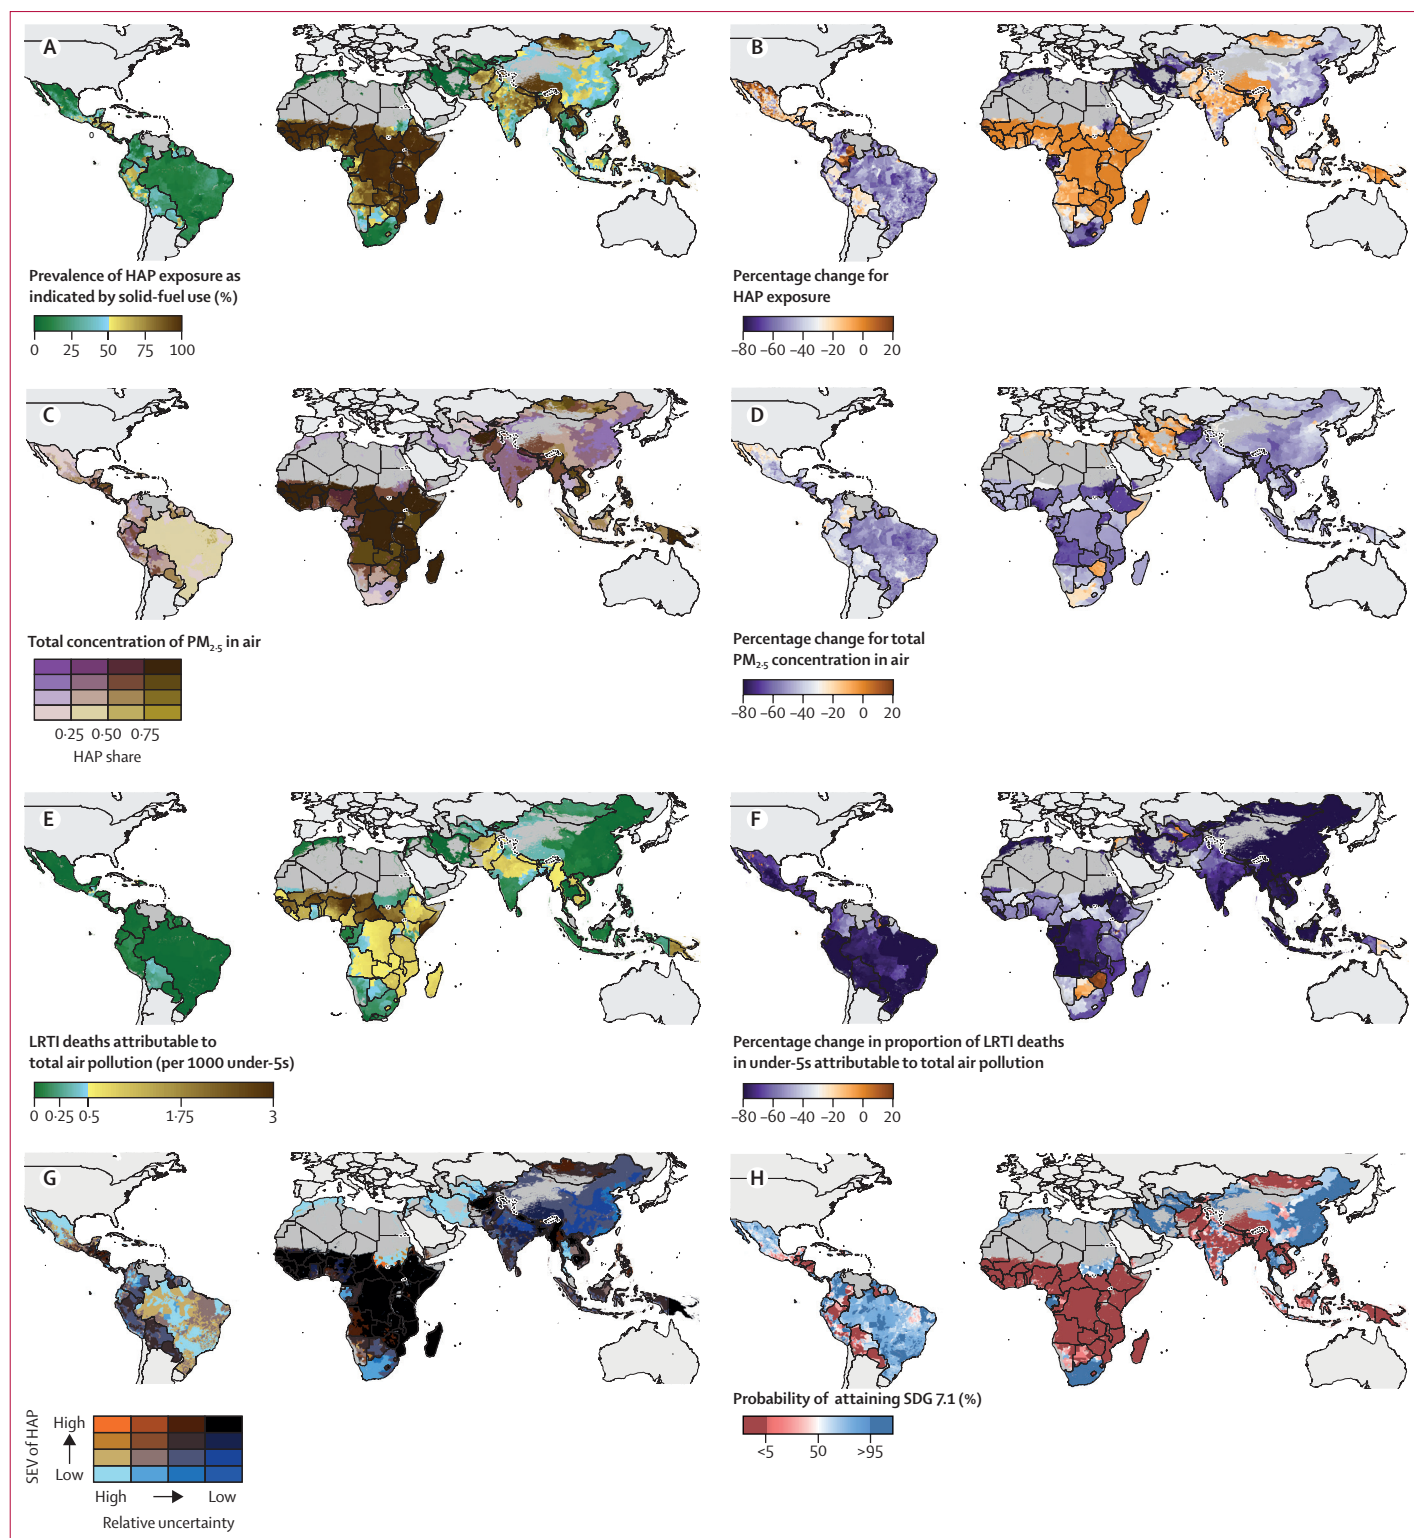 A
B
Prevalence of HAP exposure as
indicated by solid-fuel use (%)
0 25 50 75 100
Percentage change for
HAP exposure
–80 –60 –40 –20 0 20
C
D
Total concentration of PM2·5 in air
0·25 0·50 0·75
HAP share
Percentage change for total
PM2·5 concentration in air
–80 –60 –40 –20 0 20
E
F
LRTI deaths attributable to
total air pollution (per 1000 under-5s)
0 0·25 0·5 1·75 3
Percentage change in proportion of LRTI deaths
in under-5s attributable to total air pollution
–80 –60 –40 –20 0 20
G
H
SEV of HAP
High
Low
High Low
Relative uncertainty
Probability of attaining SDG 7.1 (%)
<5 50 >95